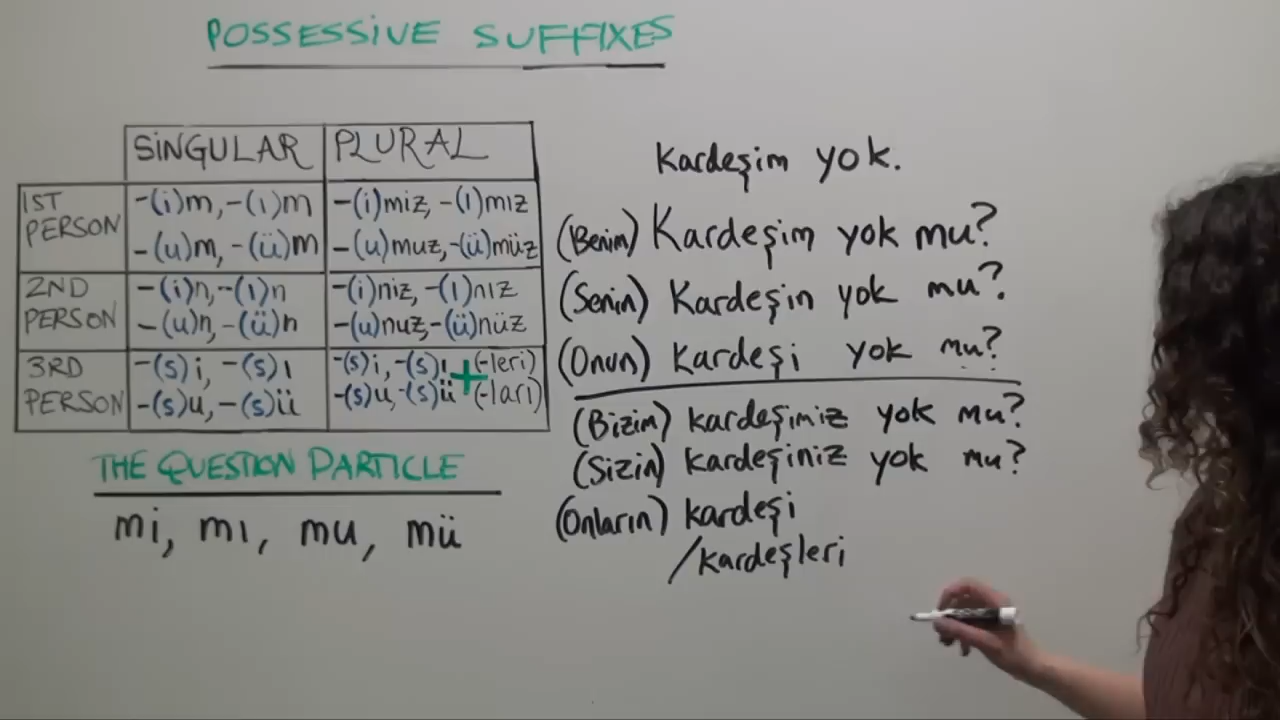 POSSESSIVE SUFFIXES
SiNGULAR PLURAL
1ST PERSON
-(i)m, -(ı)m
-(u)m, -(ü)m
-(i)miz, -(ı)mız
-(u)muz, -(ü)müz
2ND PERSON
-(i)n, -(ı)n
-(u)n, -(ü)n
-(i)niz, -(ı)nız
-(u)nuz, -(ü)nüz
3RD PERSON
-(s)i, -(s)ı
-(s)u, -(s)ü
-(s)i, -(s)ı + (-leri)
-(s)u, -(s)ü (-ları)
THE QUESTION PARTICLE
mi, mı, mu, mü
Kardeşim yok.
(Benim) Kardeşim yok mu?
(Senin) Kardeşin yok mu?
(Onun) kardeşi yok mu?
(Bizim) kardeşimiz yok mu?
(Sizin) kardeşiniz yok mu?
(Onların) kardeşi
/kardeşleri